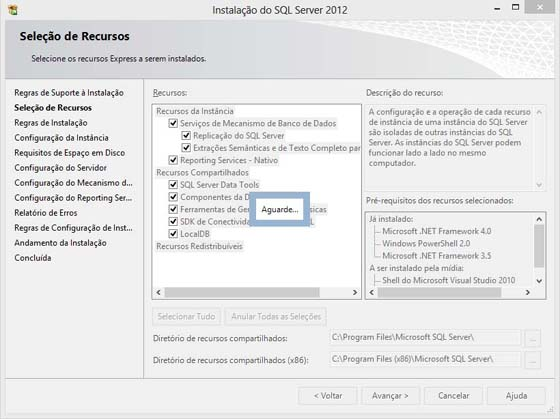 Instalação do SQL Server 2012
Seleção de Recursos
Selecione os recursos Express a serem instalados.
Regras de Suporte à Instalação
Seleção de Recursos
Regras de Instalação
Configuração da Instância
Requisitos de Espaço em Disco
Configuração do Servidor
Configuração do Mecanismo d...
Configuração do Reporting Ser...
Relatório de Erros
Regras de Configuração de Inst...
Andamento da Instalação
Concluída
Recursos:
Recursos da Instância
Serviços de Mecanismo de Banco de Dados
Replicação do SQL Server
Extrações Semânticas e de Texto Completo par
Reporting Services - Nativo
Recursos Compartilhados
SQL Server Data Tools
Componentes da D
Ferramentas de Ger
sicas
SDK de Conectivida
L
LocalDB
Recursos Redistribuíveis
Aguarde...
Selecionar Tudo
Anular Todas as Seleções
Descrição do recurso:
A configuração e a operação de cada recurso
de instância de uma instância do SQL Server
são isoladas de outras instâncias do SQL
Server. As instâncias do SQL Server podem
funcionar lado a lado no mesmo
computador.
Pré-requisitos dos recursos selecionados:
Já instalado:
Microsoft .NET Framework 4.0
Windows PowerShell 2.0
Microsoft .NET Framework 3.5
A ser instalado pela mídia:
Shell do Microsoft Visual Studio 2010
Diretório de recursos compartilhados:
C:\Program Files\Microsoft SQL Server\
...
Diretório de recursos compartilhados (x86):
C:\Program Files (x86)\Microsoft SQL Server\
...
< Voltar
Avançar >
Cancelar
Ajuda